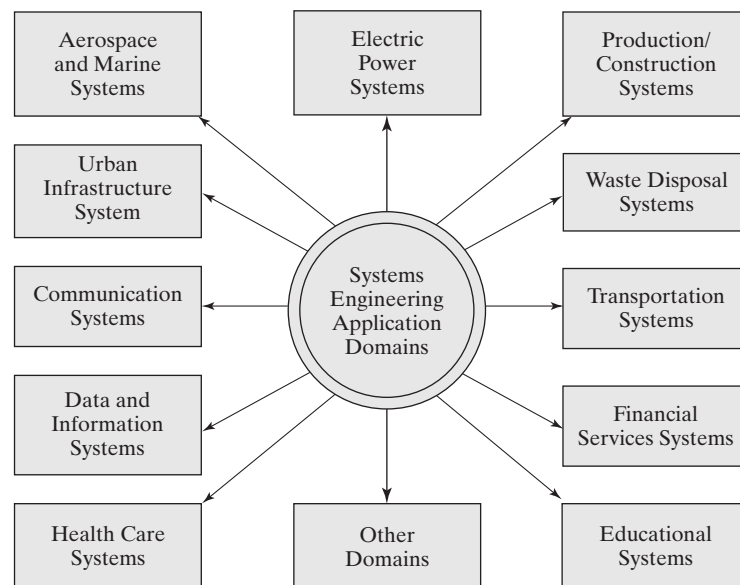 Aerospace
and Marine
Systems
Electric
Power
Systems
Production/
Construction
Systems
Urban
Infrastructure
System
Waste Disposal
Systems
Communication
Systems
Systems
Engineering
Application
Domains
Transportation
Systems
Data and
Information
Systems
Financial
Services Systems
Health Care
Systems
Other
Domains
Educational
Systems